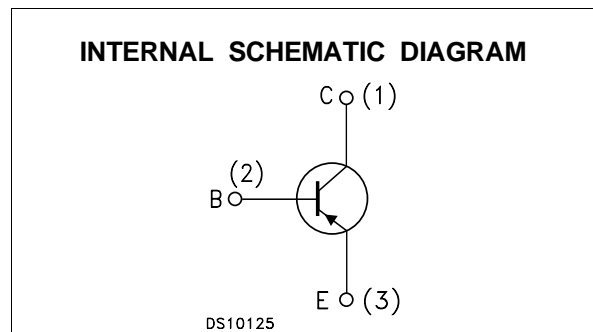 INTERNAL SCHEMATIC DIAGRAM
C (1)
(2)
B
E (3)
DS10125